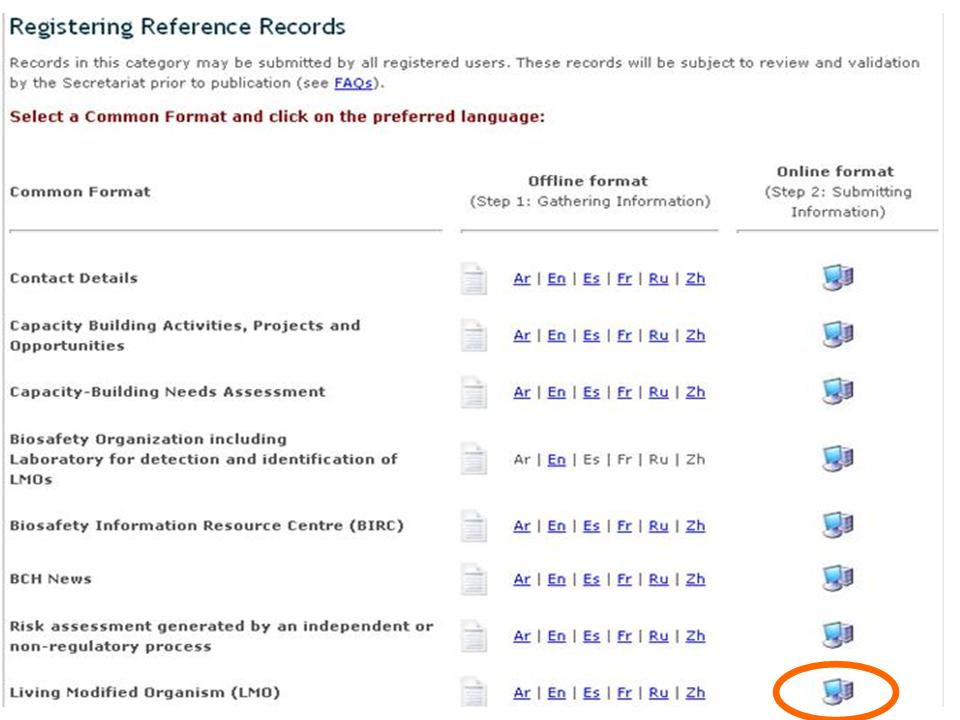 Registering Reference Records
Records in this category may be submitted by all registered users. These records will be subject to review and validation
by the Secretariat prior to publication (see FAQs).
Select a Common Format and click on the preferred language:
Common Format
Offline format
(Step 1: Gathering Information)
Online format
(Step 2: Submitting
Information)
Contact Details
Ar | En | Es | Fr | Ru | Zh
Capacity Building Activities, Projects and
Opportunities
Ar | En | Es | Fr | Ru | Zh
Capacity-Building Needs Assessment
Ar | En | Es | Fr | Ru | Zh
Biosafety Organization including
Laboratory for detection and identification of
LMOs
Ar | En | Es | Fr | Ru | Zh
Biosafety Information Resource Centre (BIRC)
Ar | En | Es | Fr | Ru | Zh
BCH News
Ar | En | Es | Fr | Ru | Zh
Risk assessment generated by an independent or
non-regulatory process
Ar | En | Es | Fr | Ru | Zh
Living Modified Organism (LMO)
Ar | En | Es | Fr | Ru | Zh